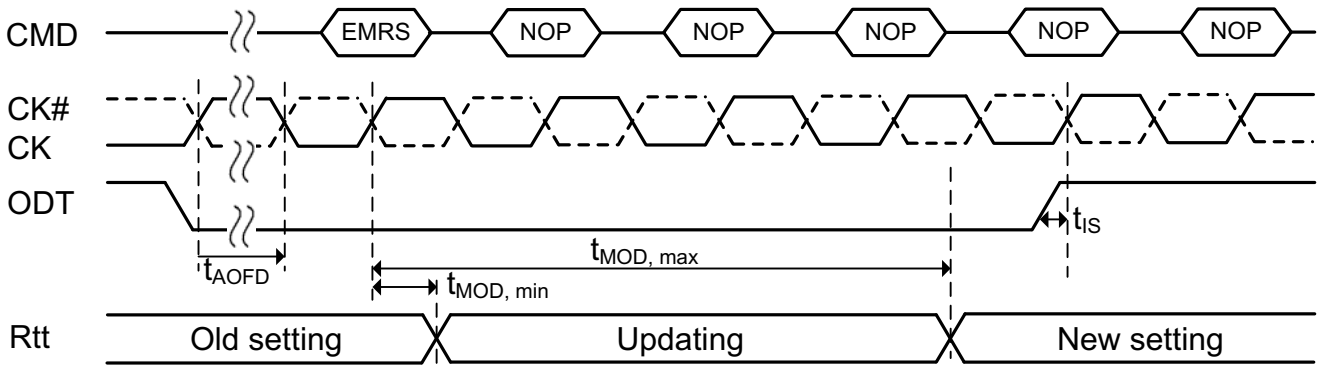 CMD EMRS NOP NOP NOP NOP NOP
CK#
CK
ODT
tIS
tAOFD
tMOD, max
tMOD, min
Rtt Old setting Updating New setting